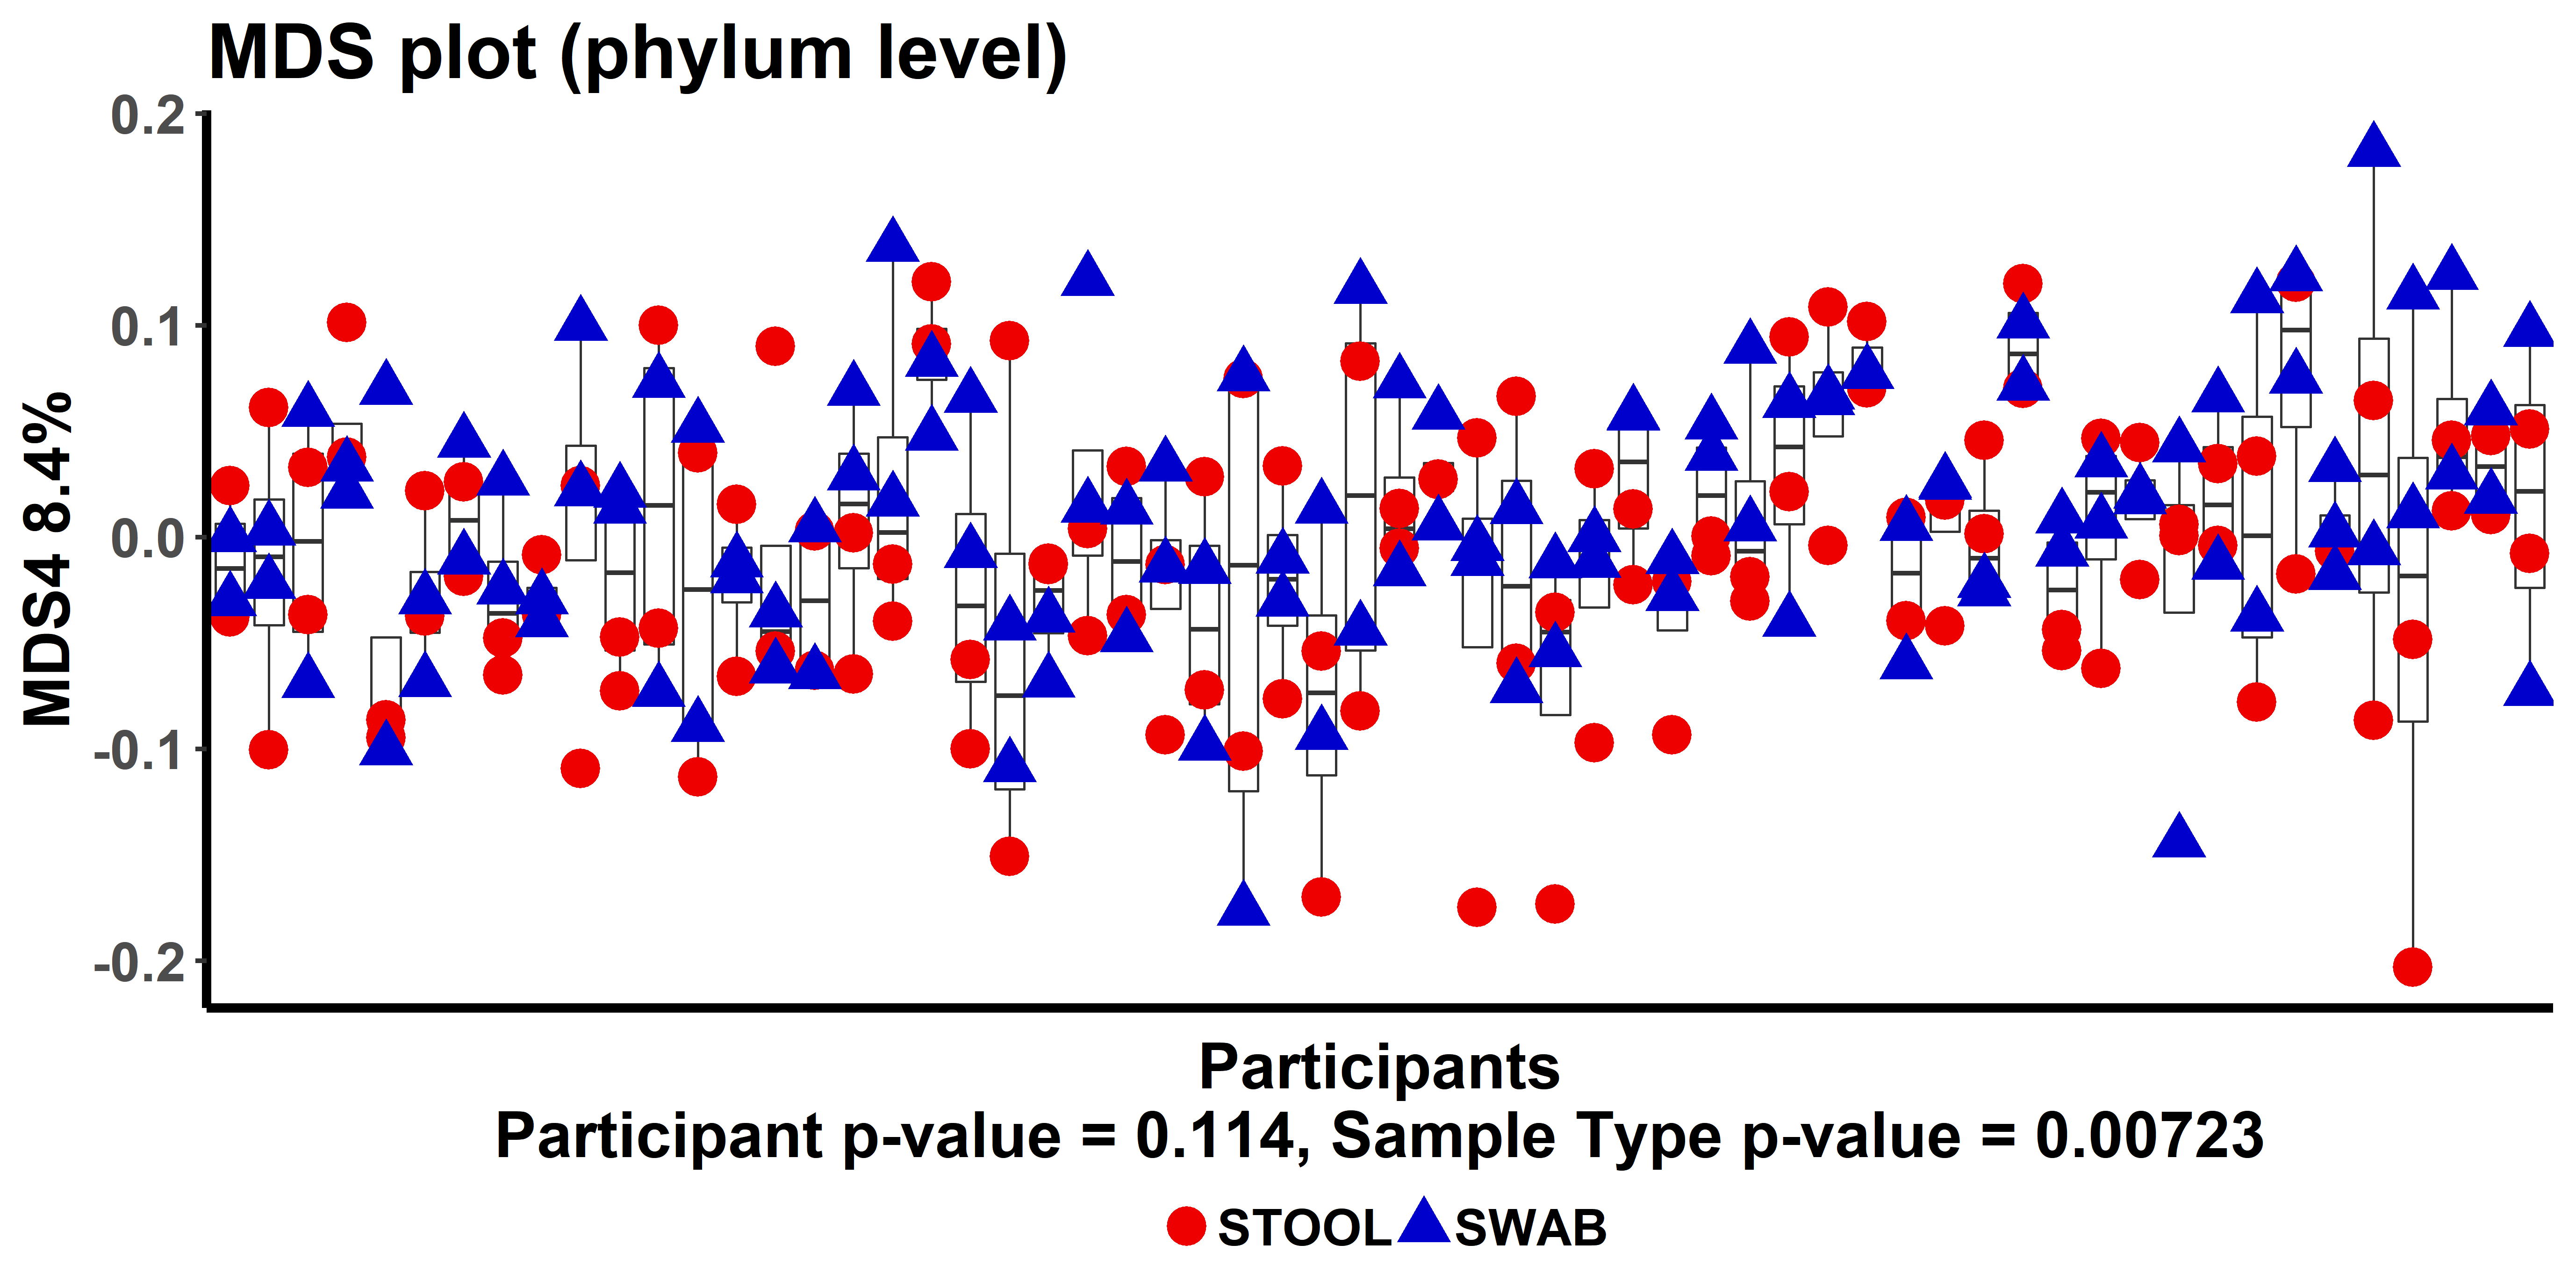 MDS plot (phylum level)
MDS4 8.4%
0.2
0.1
0.0
-0.1
-0.2
Participants
Participant p-value = 0.114, Sample Type p-value = 0.00723
STOOL SWAB